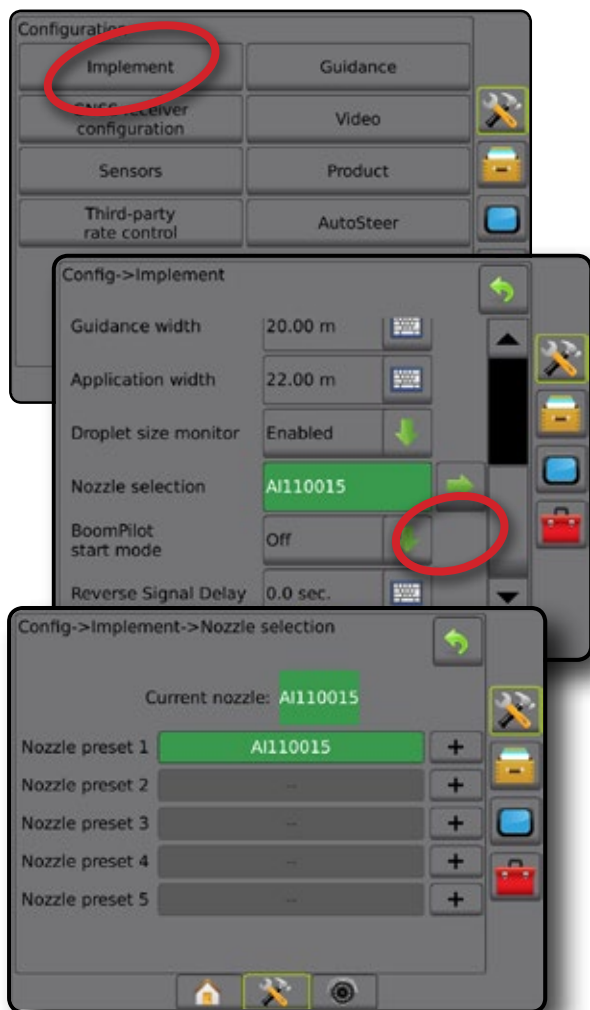 Configuration
Implement
Guidance
GNSS receiver
configuration
Video
Sensors
Product
Third-party
rate control
AutoSteer
Config->Implement
Guidance width
20.00 m
Application width
22.00 m
Droplet size monitor
Enabled
Nozzle selection
AI110015
BoomPilot
start mode
Off
Reverse Signal Delay
0.0 sec.
Config->Implement->Nozzle selection
Current nozzle: AI110015
Nozzle preset 1
AI110015
+
Nozzle preset 2
--
+
Nozzle preset 3
--
+
Nozzle preset 4
--
+
Nozzle preset 5
--
+